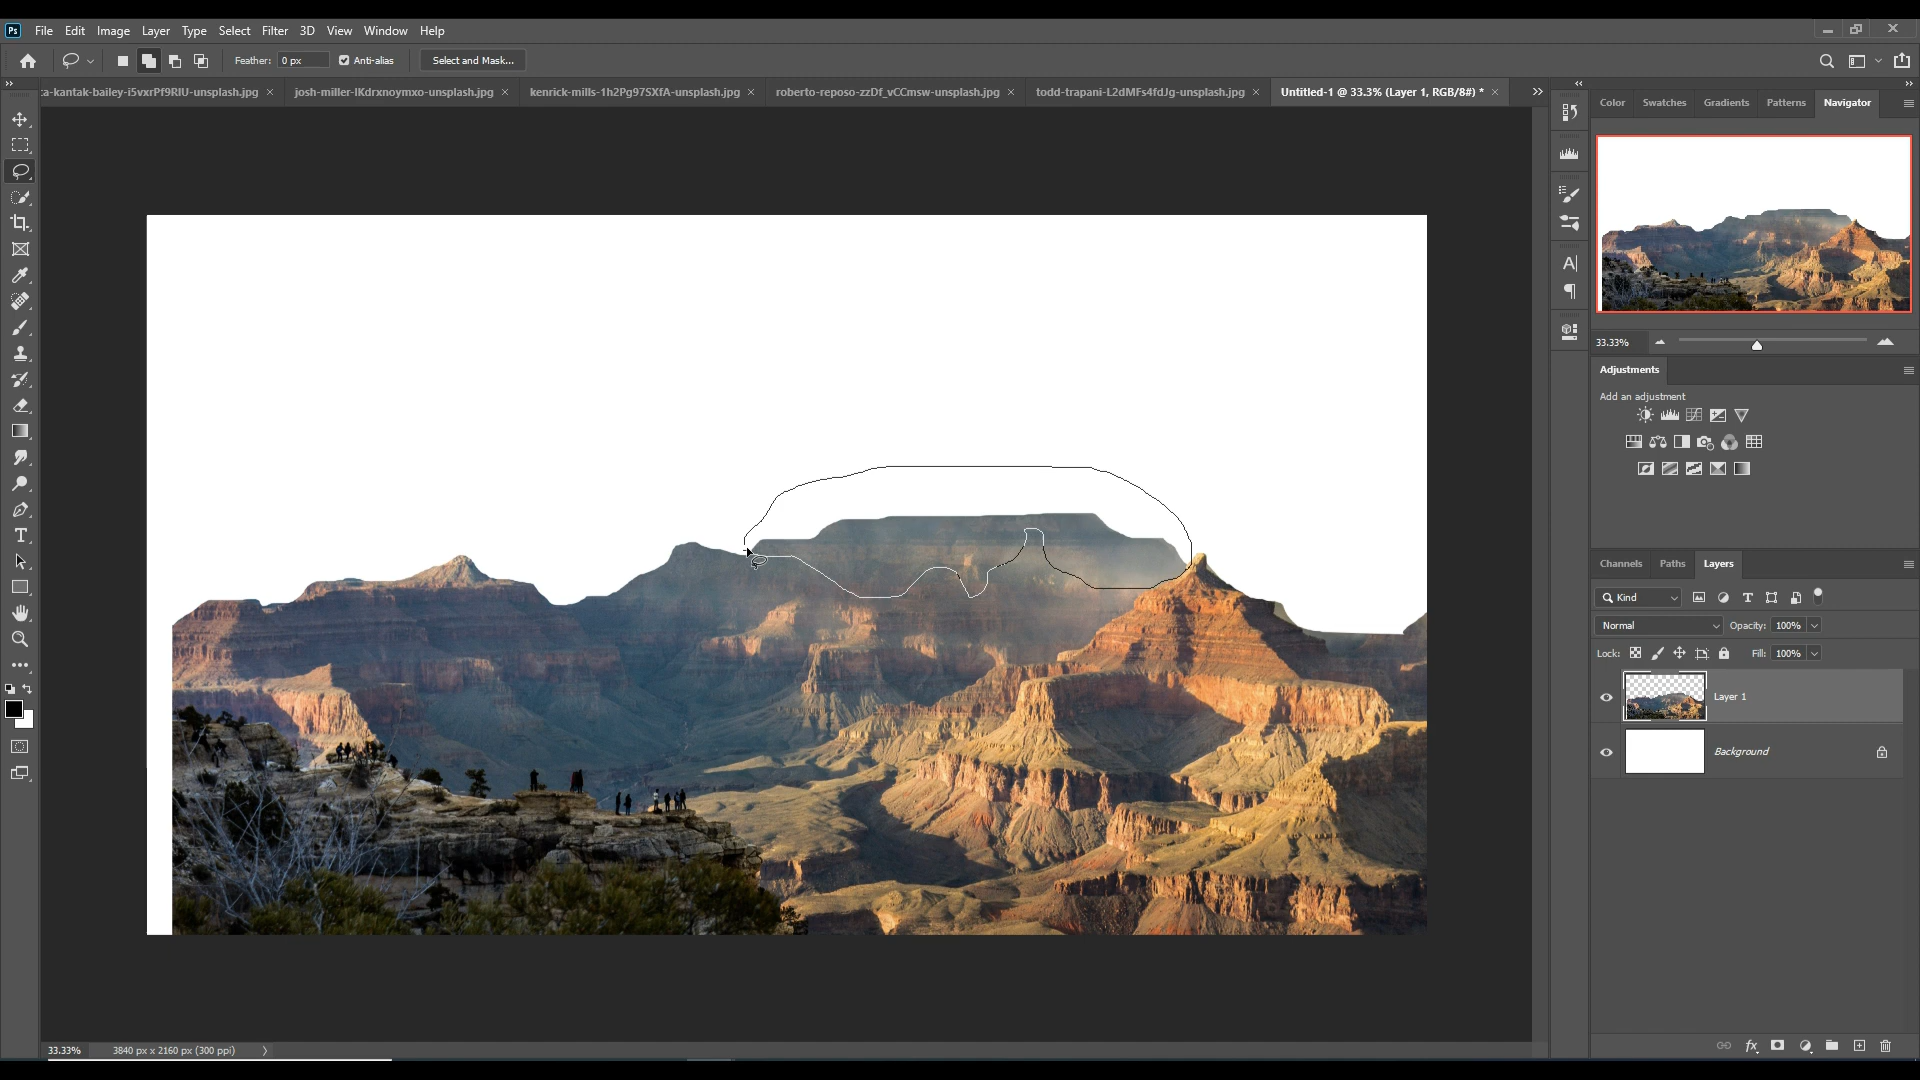 Ps File Edit Image Layer Type Select Filter 3D View Window Help
Feather: 0 px Anti-alias Select and Mask...
ta-kantak-bailey-i5vxrPf9RIU-unsplash.jpg × josh-miller-IKdrxnoymxo-unsplash.jpg × kenrick-mills-1h2Pg97SXfA-unsplash.jpg × roberto-reposo-zzDf_vCCmsw-unsplash.jpg × todd-trapani-L2dMFs4fdJg-unsplash.jpg × Untitled-1 @ 33.3% (Layer 1, RGB/8#) * ×
Color Swatches Gradients Patterns Navigator
33.33%
Adjustments
Add an adjustment
Channels Paths Layers
Kind
Normal Opacity: 100%
Lock: Fill: 100%
Layer 1
Background
33.33% 3840 px x 2160 px (300 ppi)